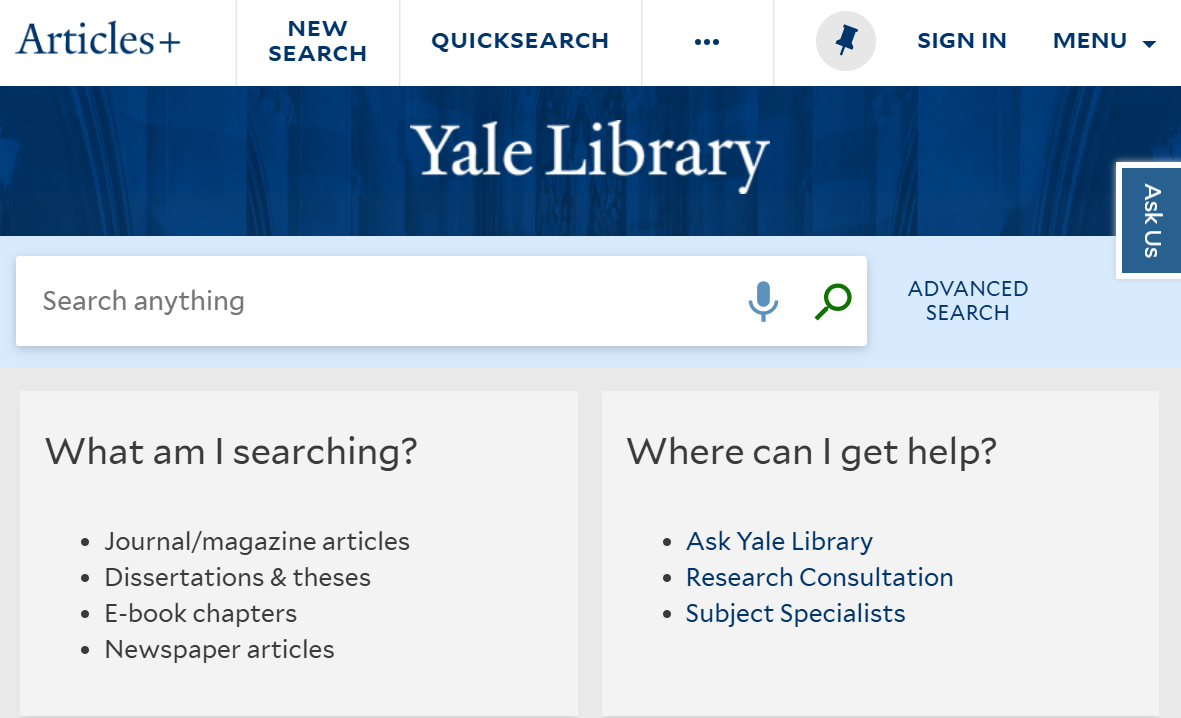 Articles+
NEW
SEARCH
QUICKSEARCH
SIGN IN
MENU
Yale Library
Ask Us
Search anything
ADVANCED
SEARCH
What am I searching?
• Journal/magazine articles
• Dissertations & theses
• E-book chapters
• Newspaper articles
Where can I get help?
• Ask Yale Library
• Research Consultation
• Subject Specialists